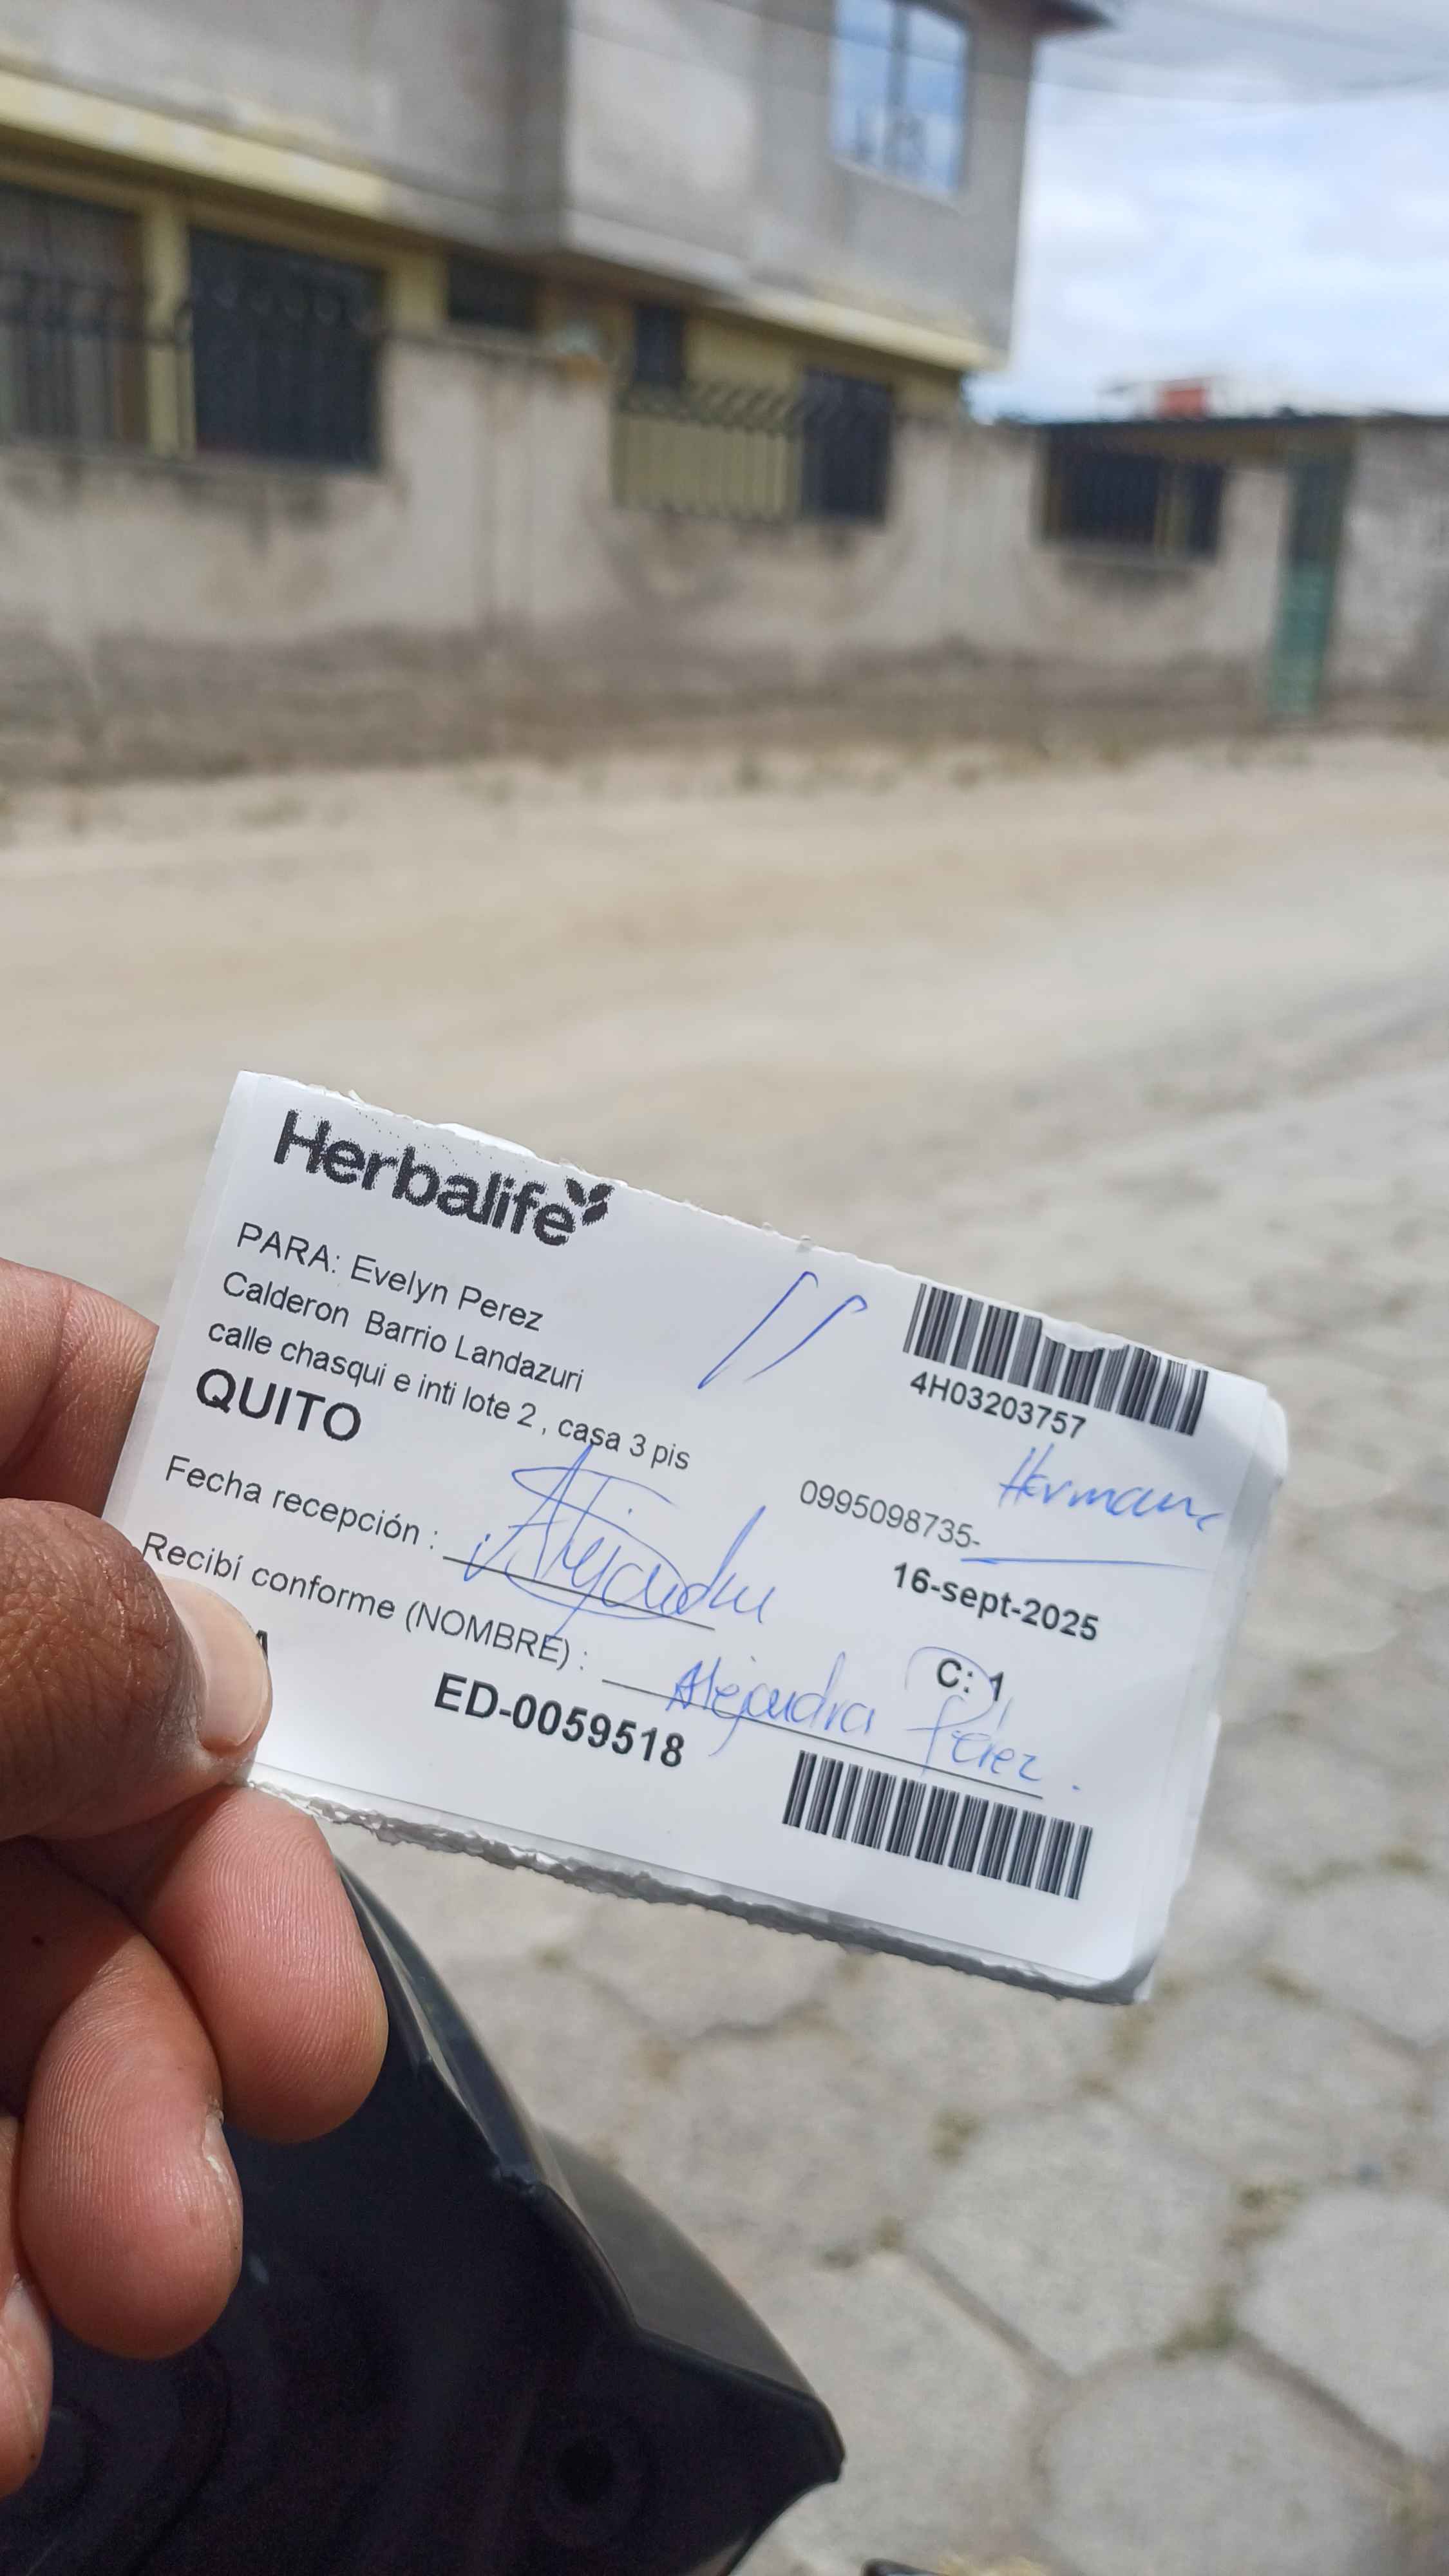 Herbalife
PARA: Evelyn Perez
Calderon Barrio Landazuri
calle chasqui e inti lote 2 , casa 3 pis
QUITO
4H03203757
0995098735-
16-sept-2025
Fecha recepción : Alejandra
C: 1
Recibí conforme (NOMBRE) : Alejandra Pérez.
A
ED-0059518